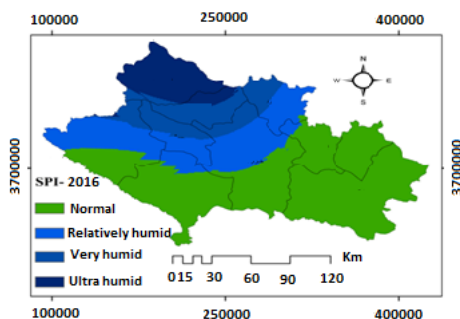 100000 250000 400000
N
W E
S
3700000
3700000
SPI- 2016
Normal
Relatively humid
Very humid
Ultra humid
Km
0 15 30 60 90 120
100000 250000 400000